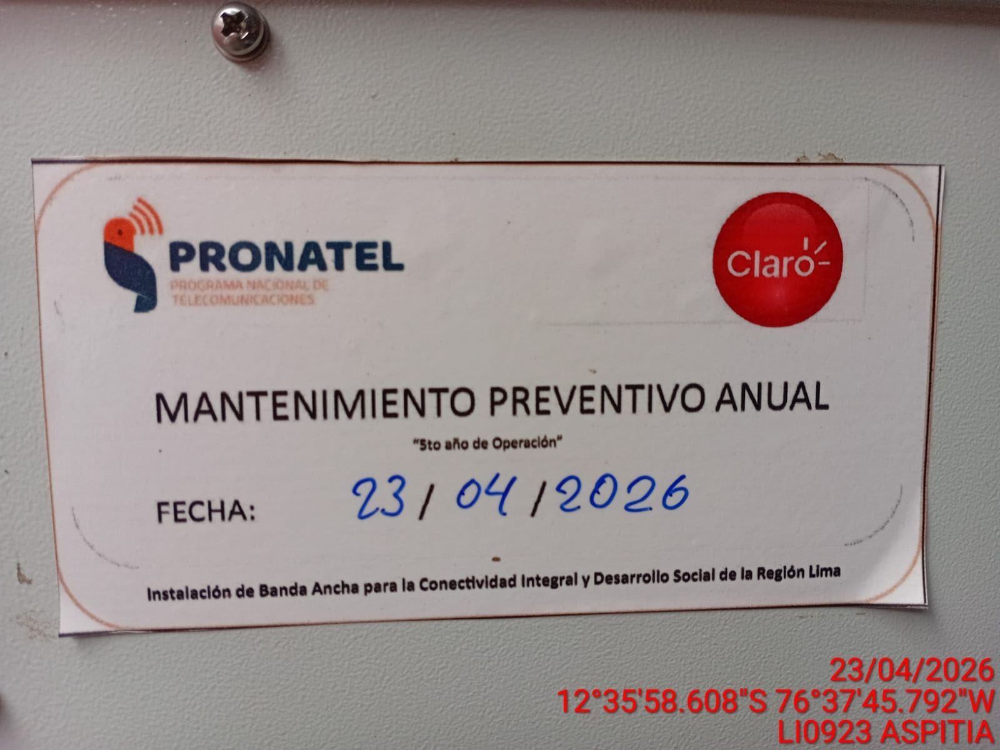 PRONATEL
PROGRAMA NACIONAL DE
TELECOMUNICACIONES
Claro
MANTENIMIENTO PREVENTIVO ANUAL
"5to año de Operación"
FECHA: 23 / 04 / 2026
Instalación de Banda Ancha para la Conectividad Integral y Desarrollo Social de la Región Lima
23/04/2026
12°35'58.608"S 76°37'45.792"W
LI0923 ASPITIA